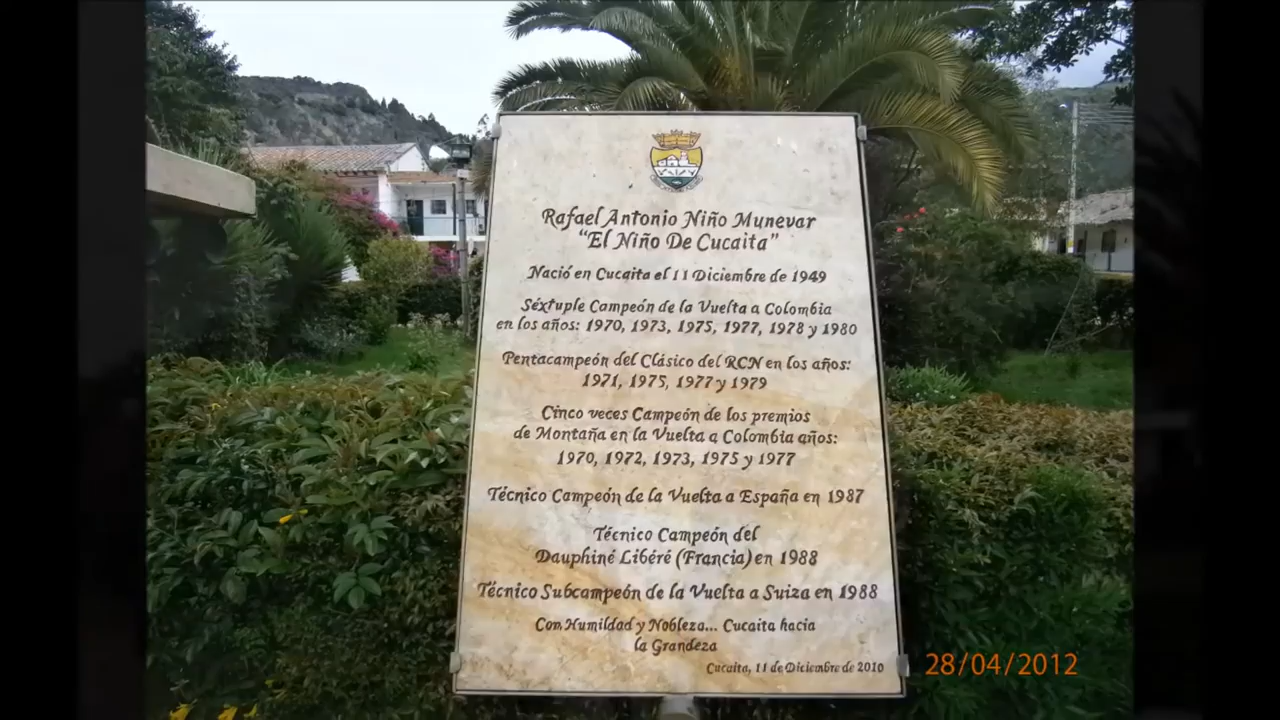 Rafael Antonio Niño Munevar
"El Niño De Cucaita"
Nació en Cucaita el 11 Diciembre de 1949
Séxtuple Campeón de la Vuelta a Colombia
en los años: 1970, 1973, 1975, 1977, 1978 y 1980
Pentacampeón del Clásico del RCN en los años:
1971, 1975, 1977 y 1979
Cinco veces Campeón de los premios
de Montaña en la Vuelta a Colombia años:
1970, 1972, 1973, 1975 y 1977
Técnico Campeón de la Vuelta a España en 1987
Técnico Campeón del
Dauphiné Libéré (Francia) en 1988
Técnico Subcampeón de la Vuelta a Suiza en 1988
Con Humildad y Nobleza... Cucaita hacia
la Grandeza
Cucaita, 11 de Diciembre de 2010
28/04/2012